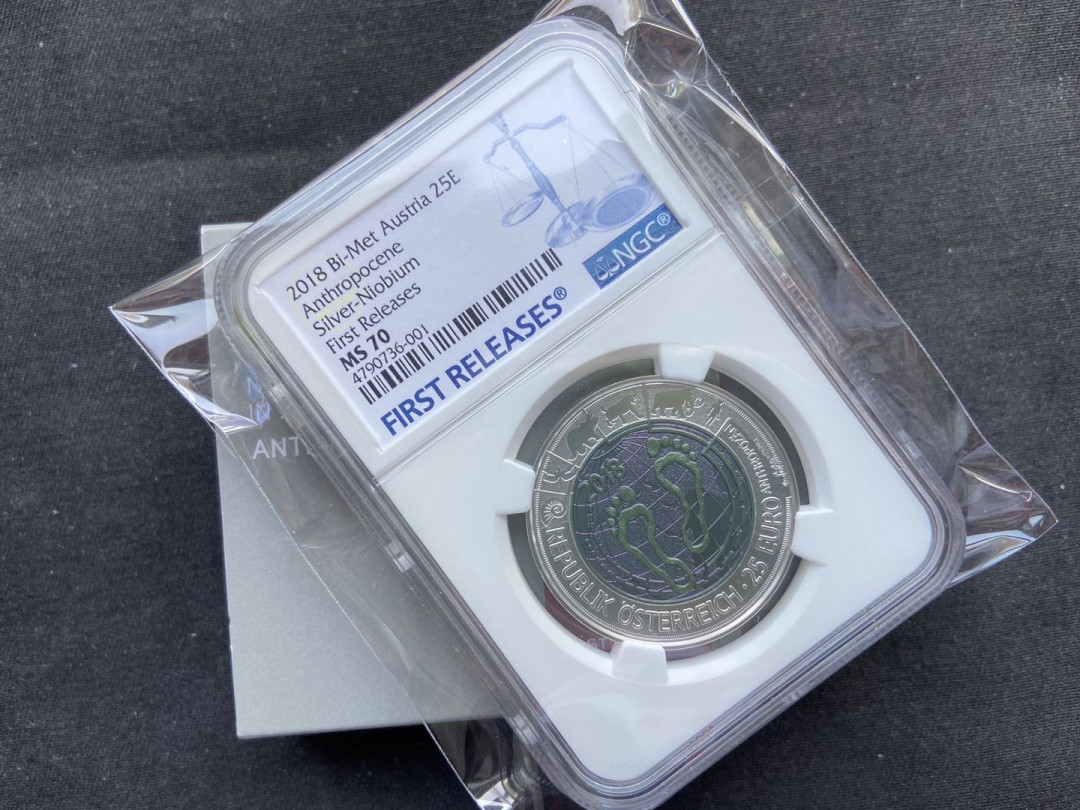 2018 Bi-Met Austria 25E
Anthropocene
Silver-Niobium
First Releases
MS 70
4790736-001
FIRST RELEASES®
NGC®
ANT
2018
REPUBLIK ÖSTERREICH · 25 EURO